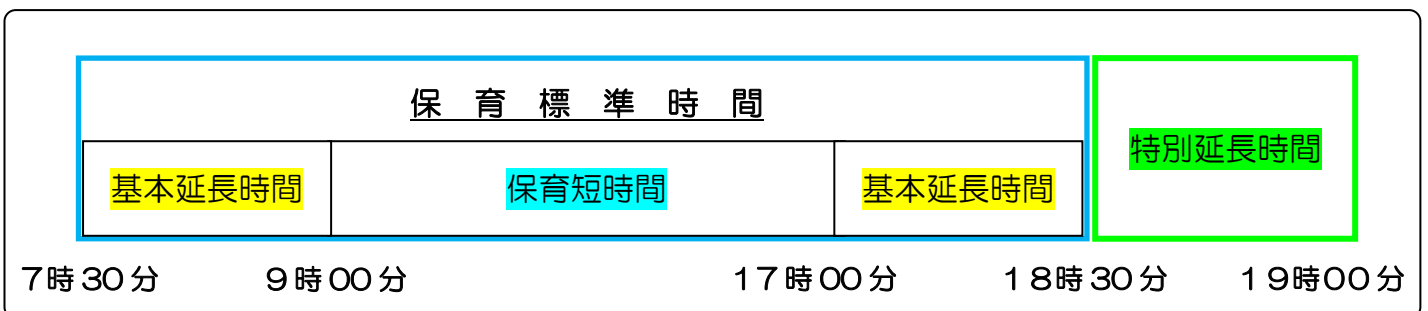 保 育 標 準 時 間
特別延長時間
基本延長時間 保育短時間 基本延長時間
7時30分 9時00分 17時00分 18時30分 19時00分